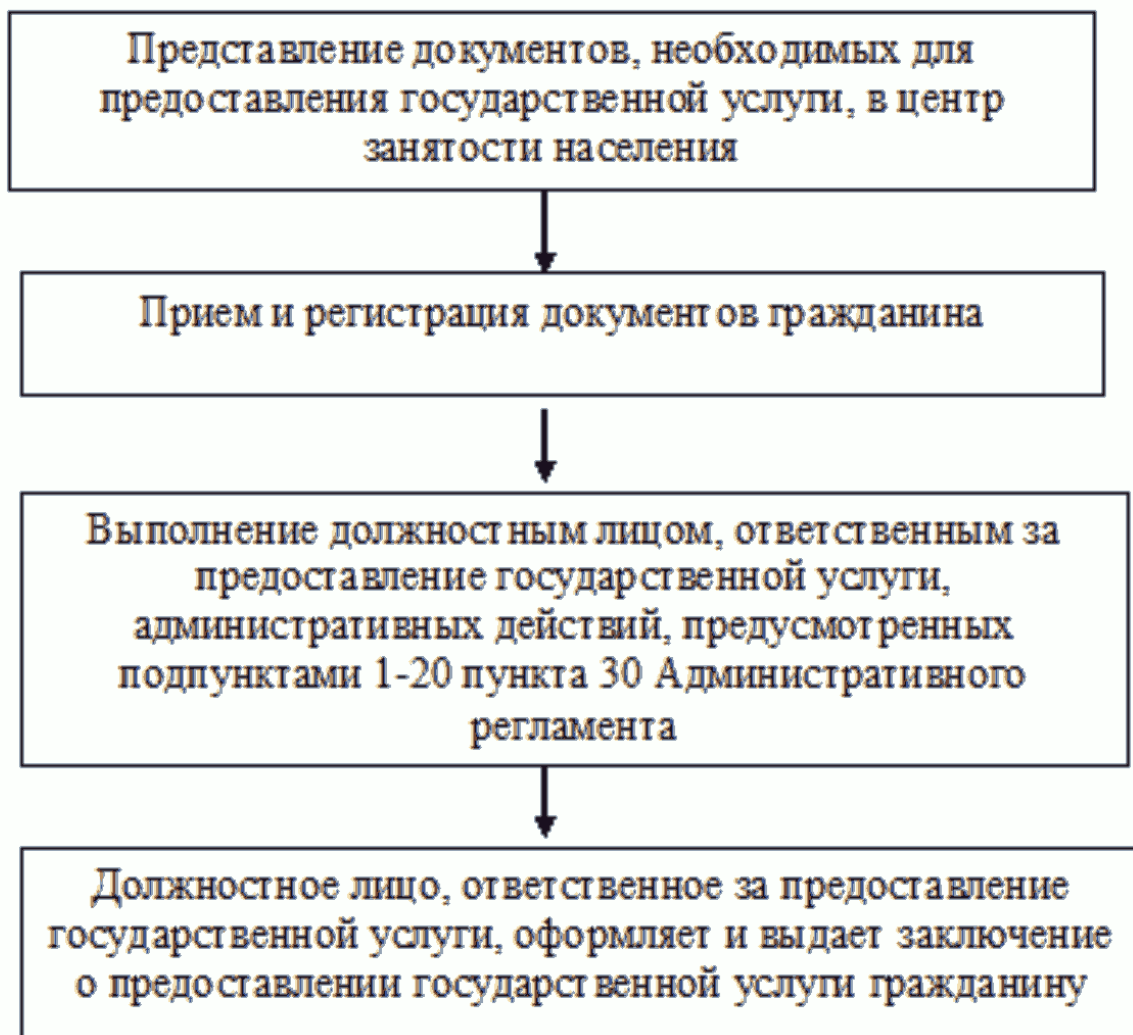 Представление документов, необходимых для
предоставления государственной услуги, в центр
занятости населения
Прием и регистрация документов гражданина
Выполнение должностным лицом, ответственным за
предоставление государственной услуги,
административных действий, предусмотренных
подпунктами 1-20 пункта 30 Административного
регламента
Должностное лицо, ответственное за предоставление
государственной услуги, оформляет и выдает заключение
о предоставлении государственной услуги гражданину